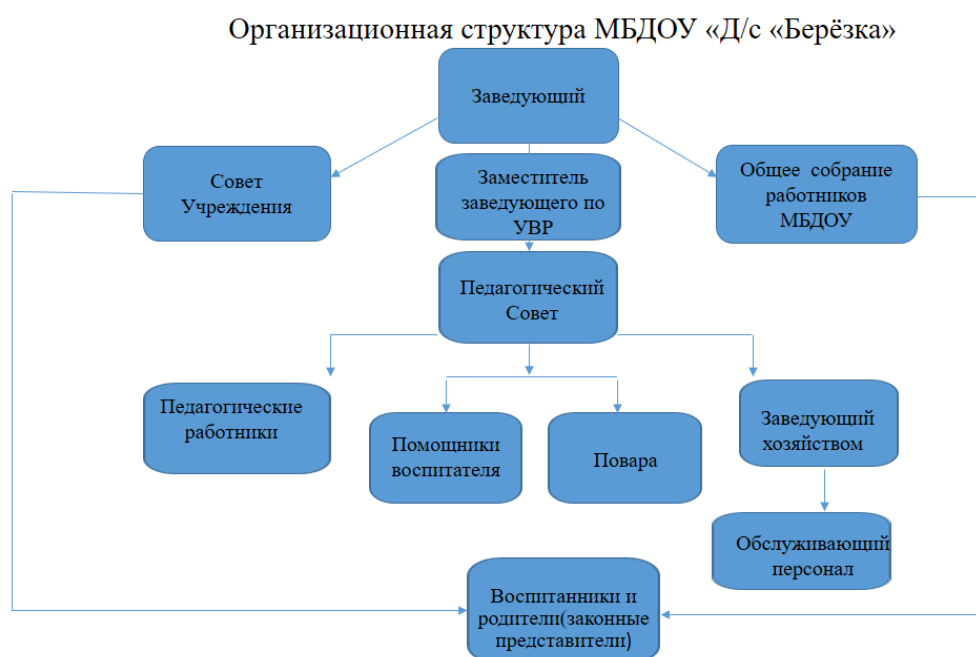 Организационная структура МБДОУ «Д/с «Берёзка»
Заведующий
Совет
Учреждения
Заместитель
заведующего по
УВР
Общее собрание
работников
МБДОУ
Педагогический
Совет
Педагогические
работники
Помощники
воспитателя
Повара
Заведующий
хозяйством
Обслуживающий
персонал
Воспитанники и
родители(законные
представители)